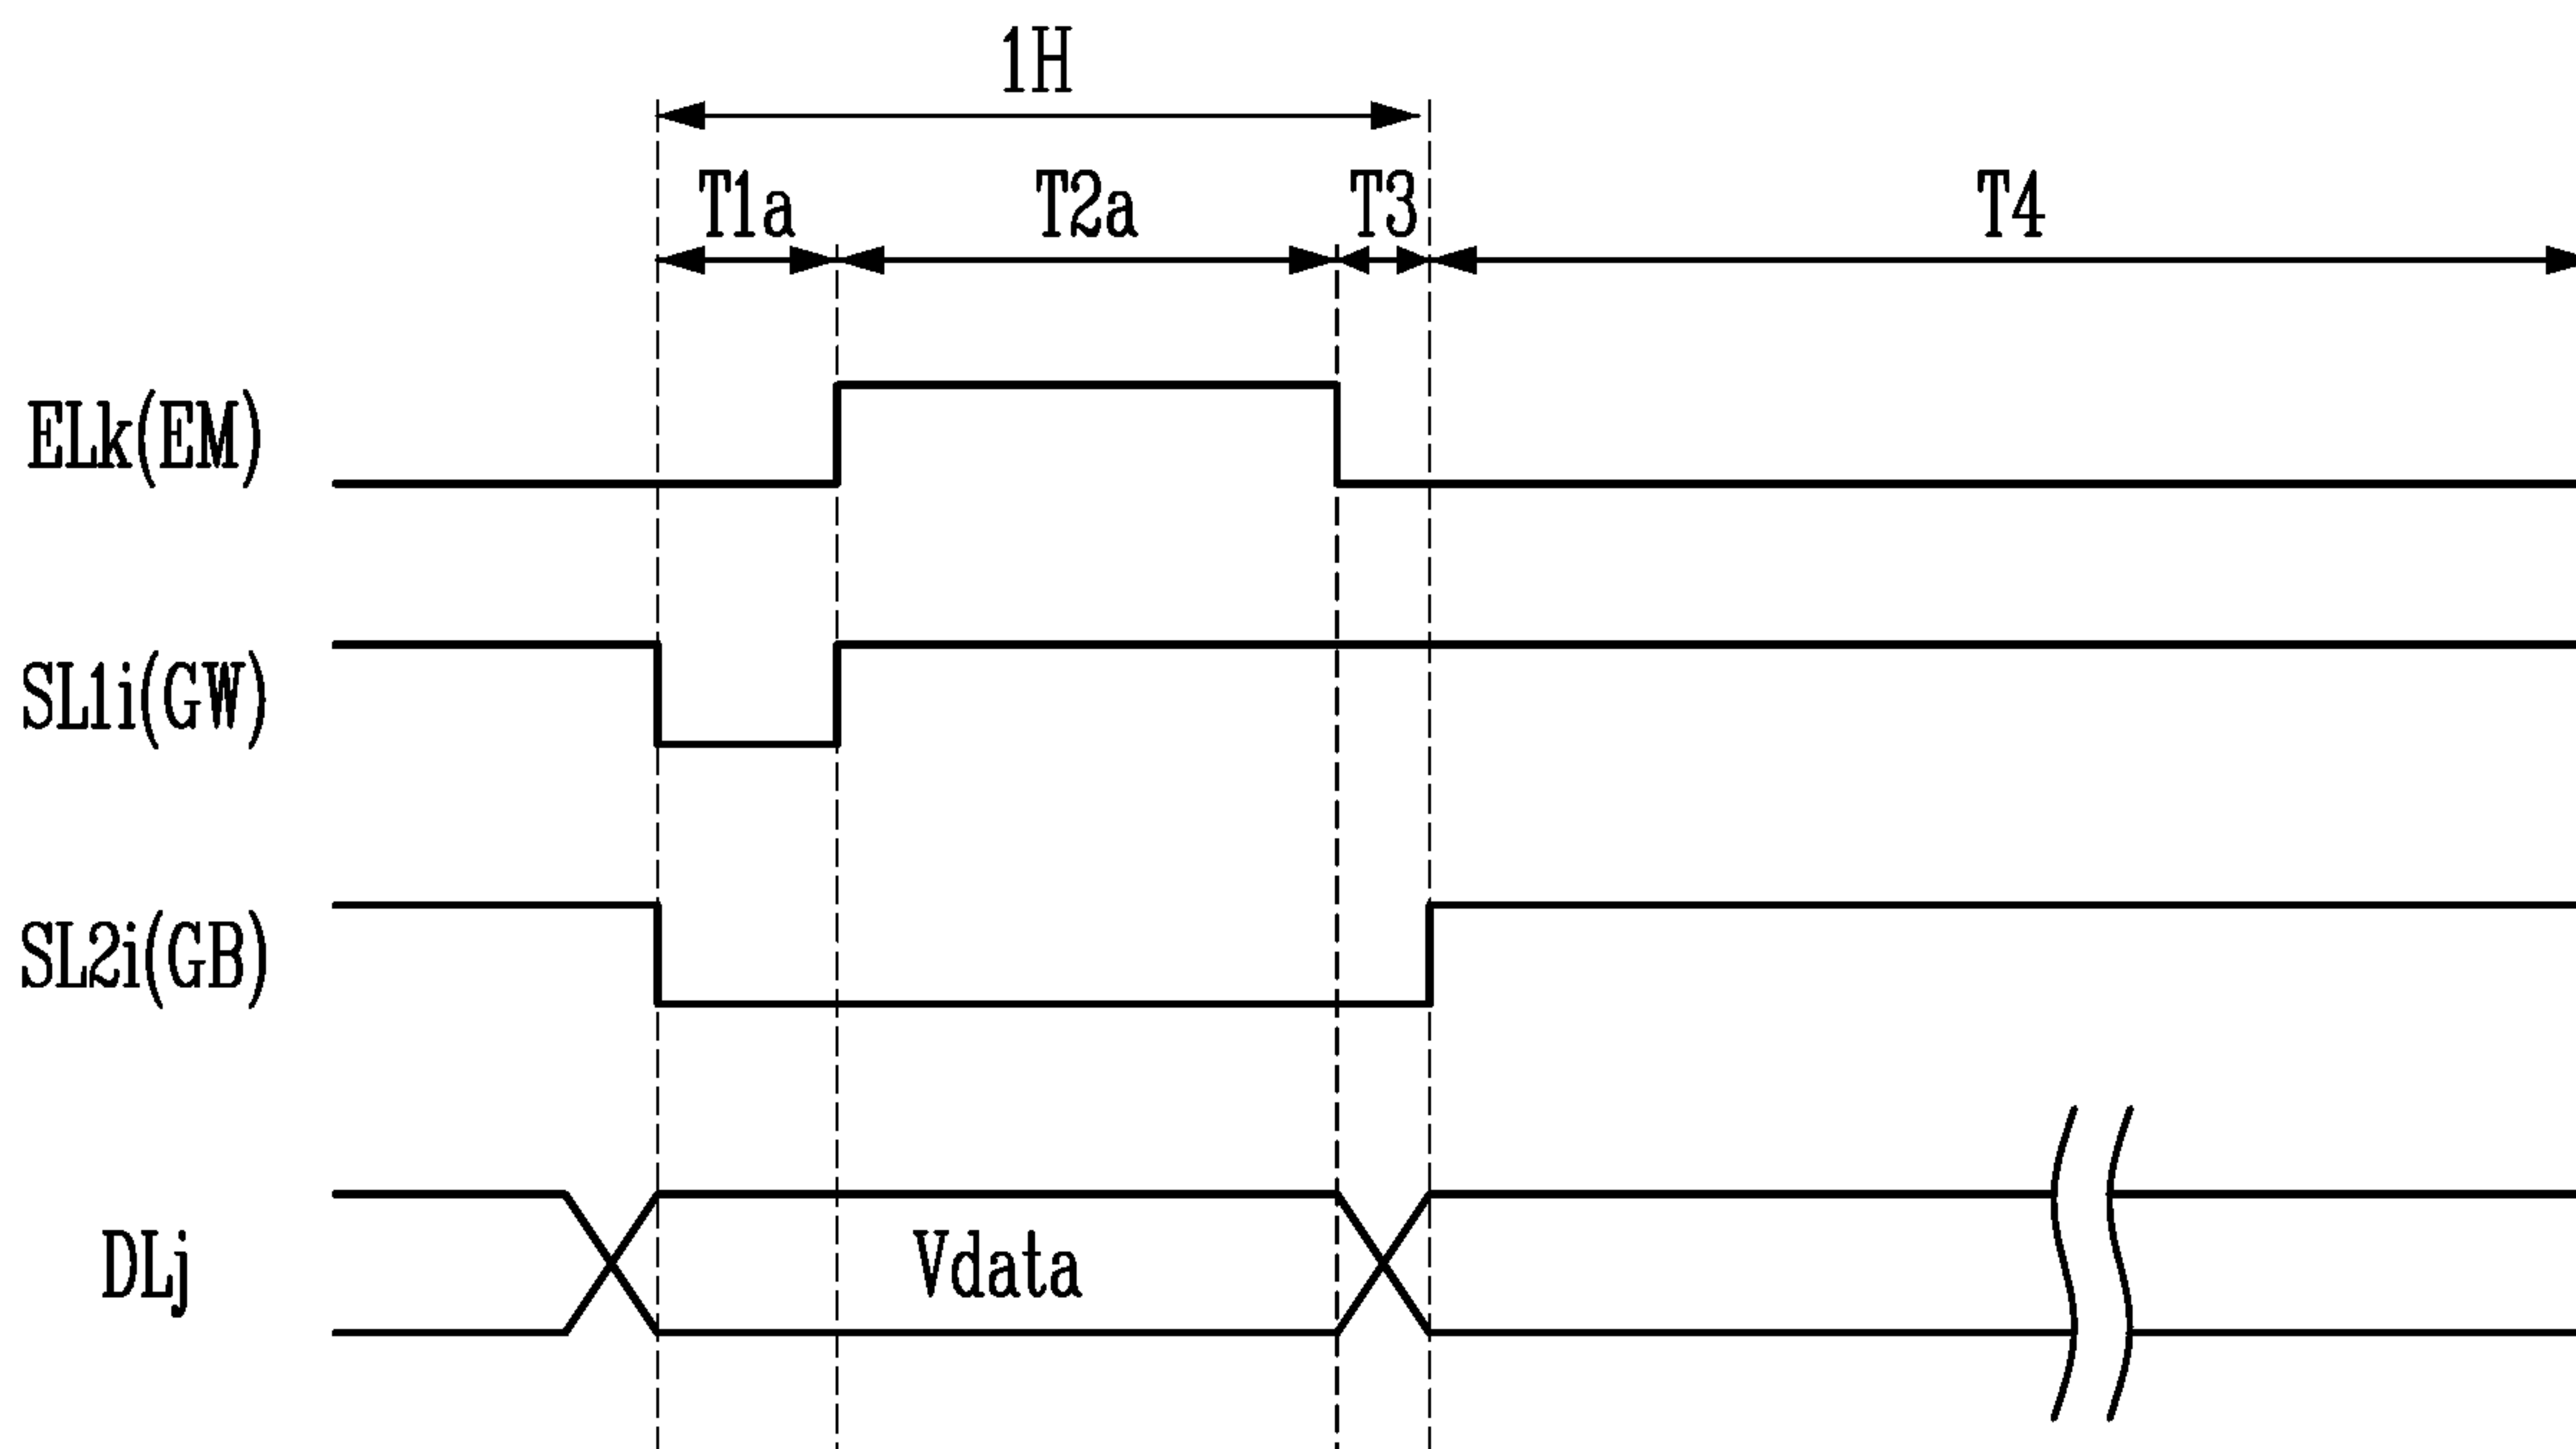 1H
T1a T2a T3 T4
ELk(EM)
SL1i(GW)
SL2i(GB)
DLj Vdata